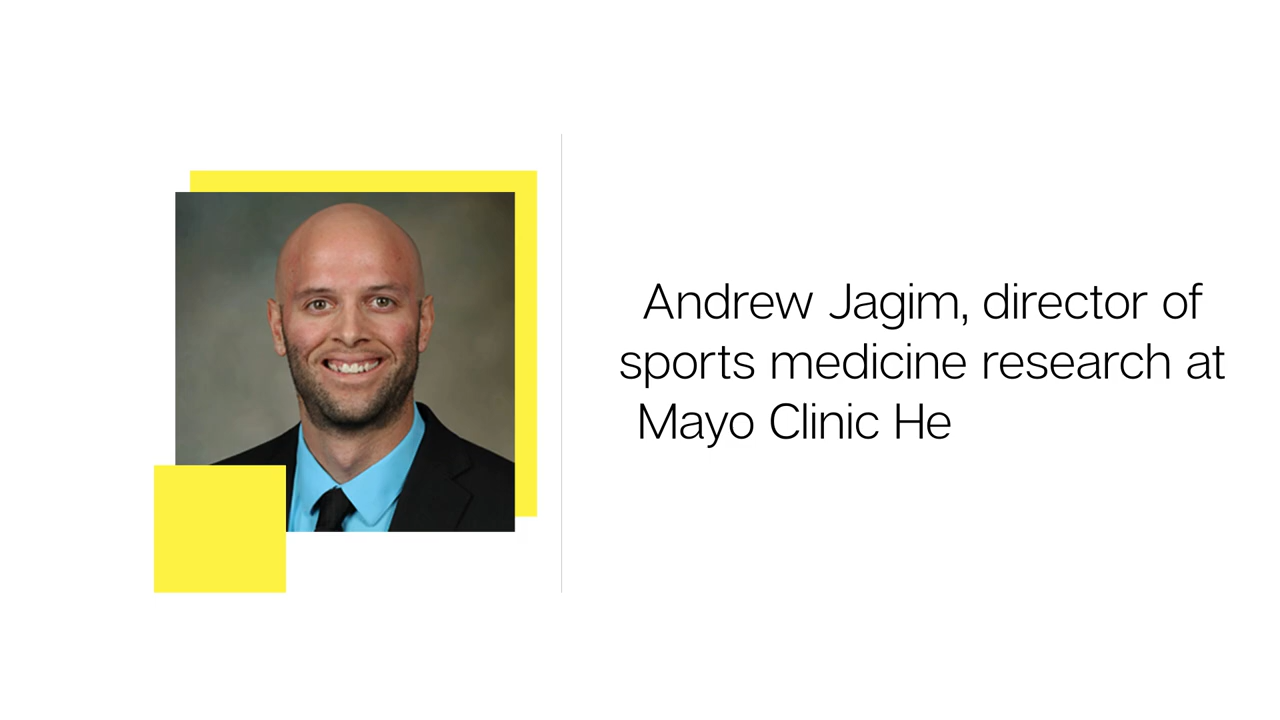 Andrew Jagim, director of
sports medicine research at
Mayo Clinic He